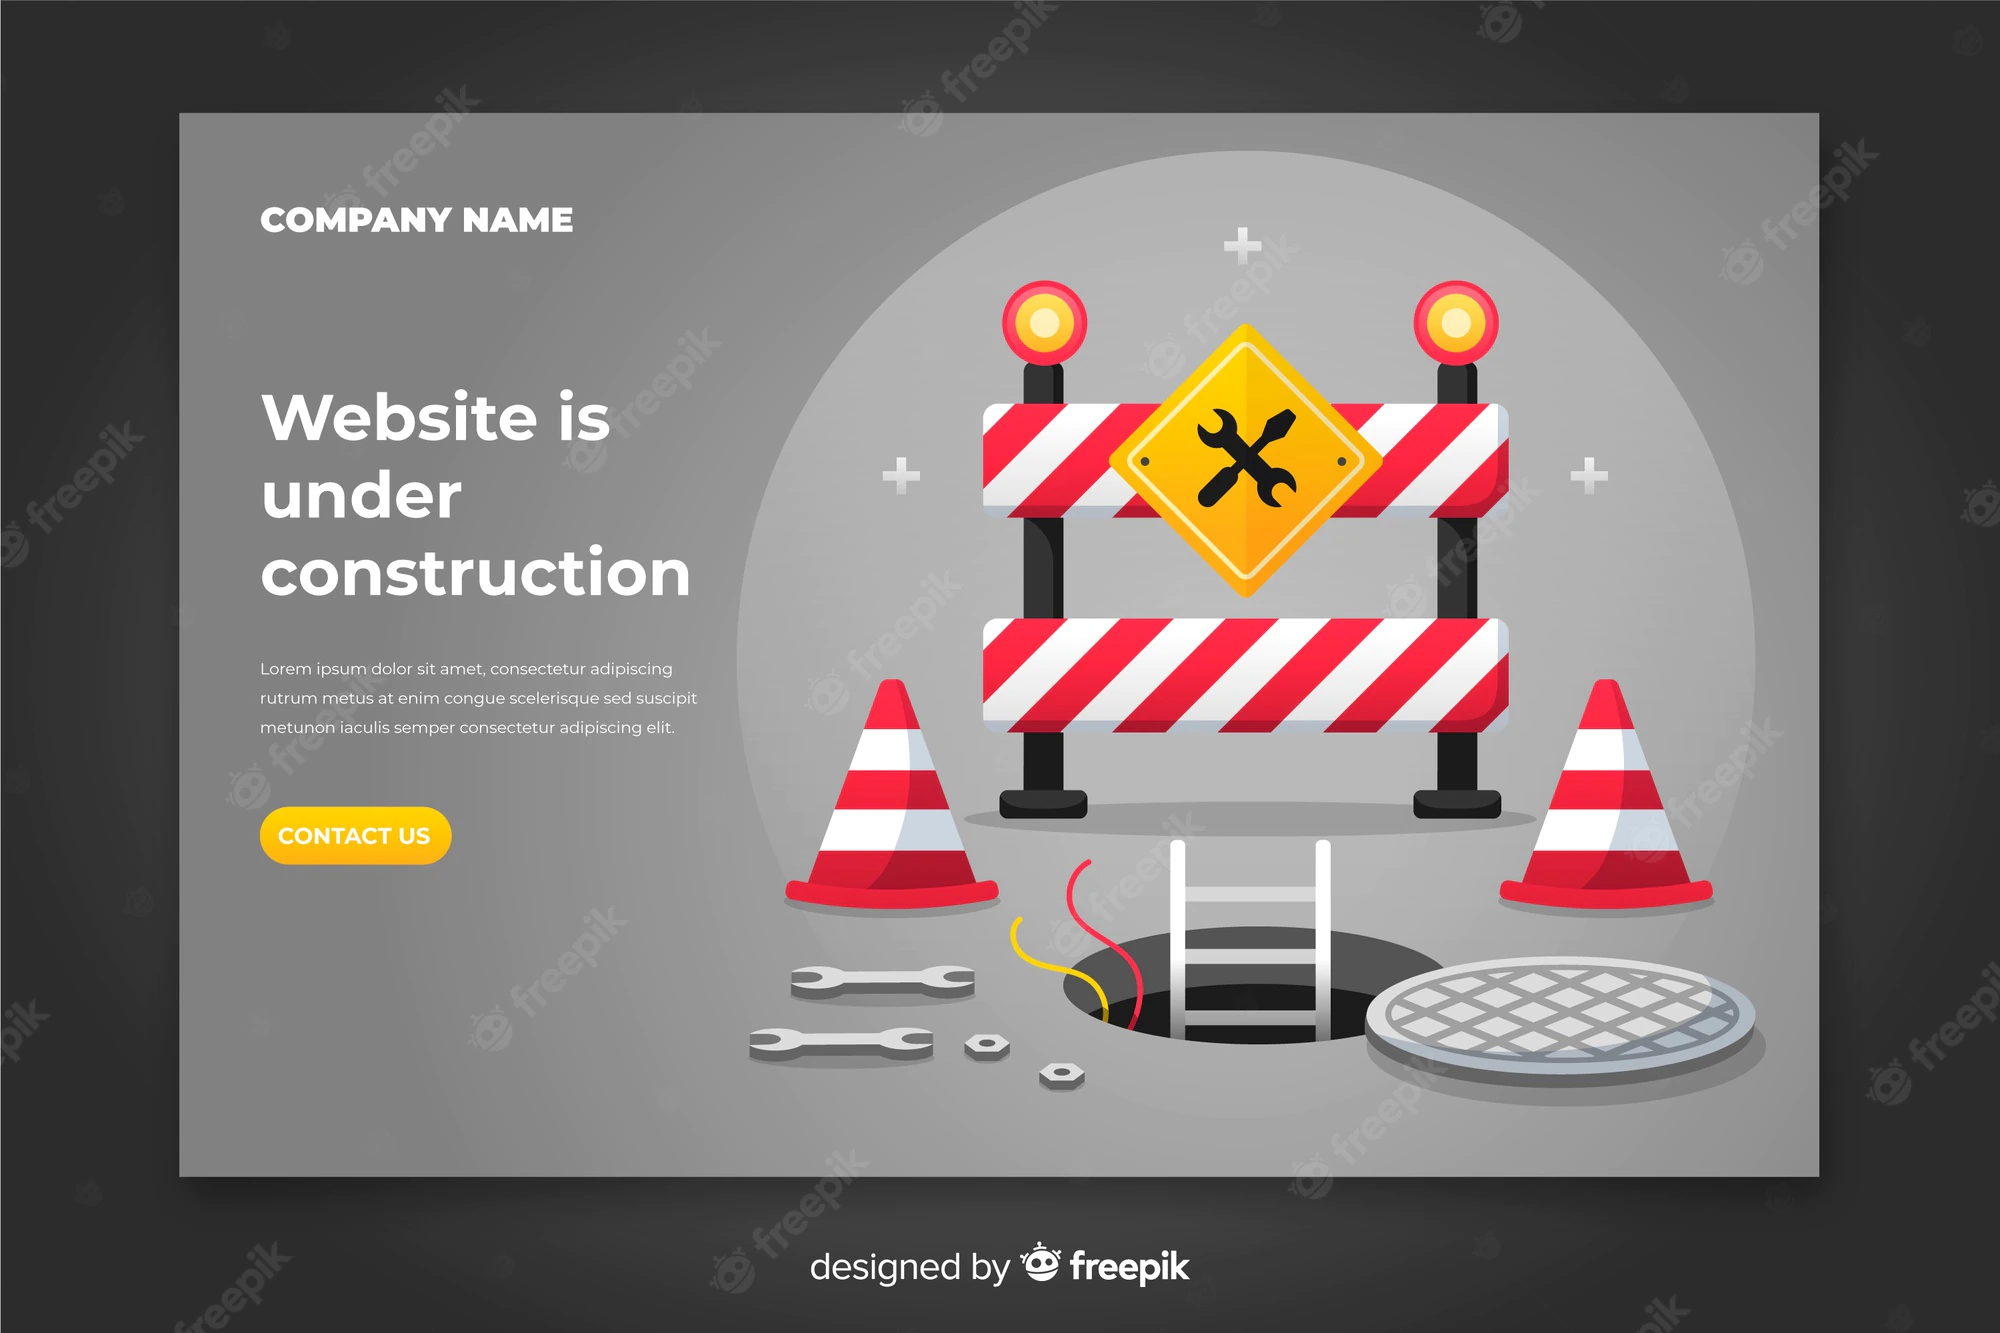 COMPANY NAME
Website is
under
construction
Lorem ipsum dolor sit amet, consectetur adipiscing
rutrum metus at enim congue scelerisque sed suscipit
metunon iaculis semper consectetur adipiscing elit.
CONTACT US
designed by freepik